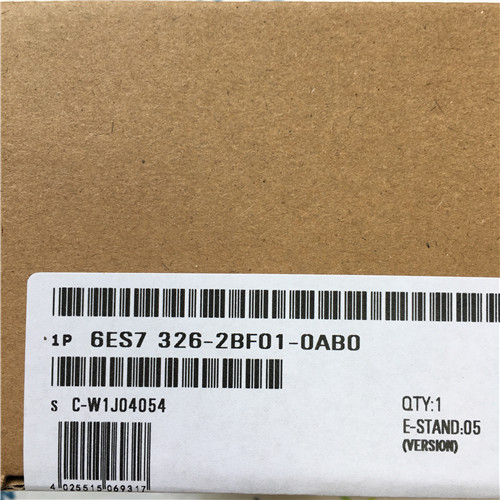 1P 6ES7 326-2BF01-0AB0
S C-W1J04054
QTY:1
E-STAND:05
(VERSION)
4 025515 069317